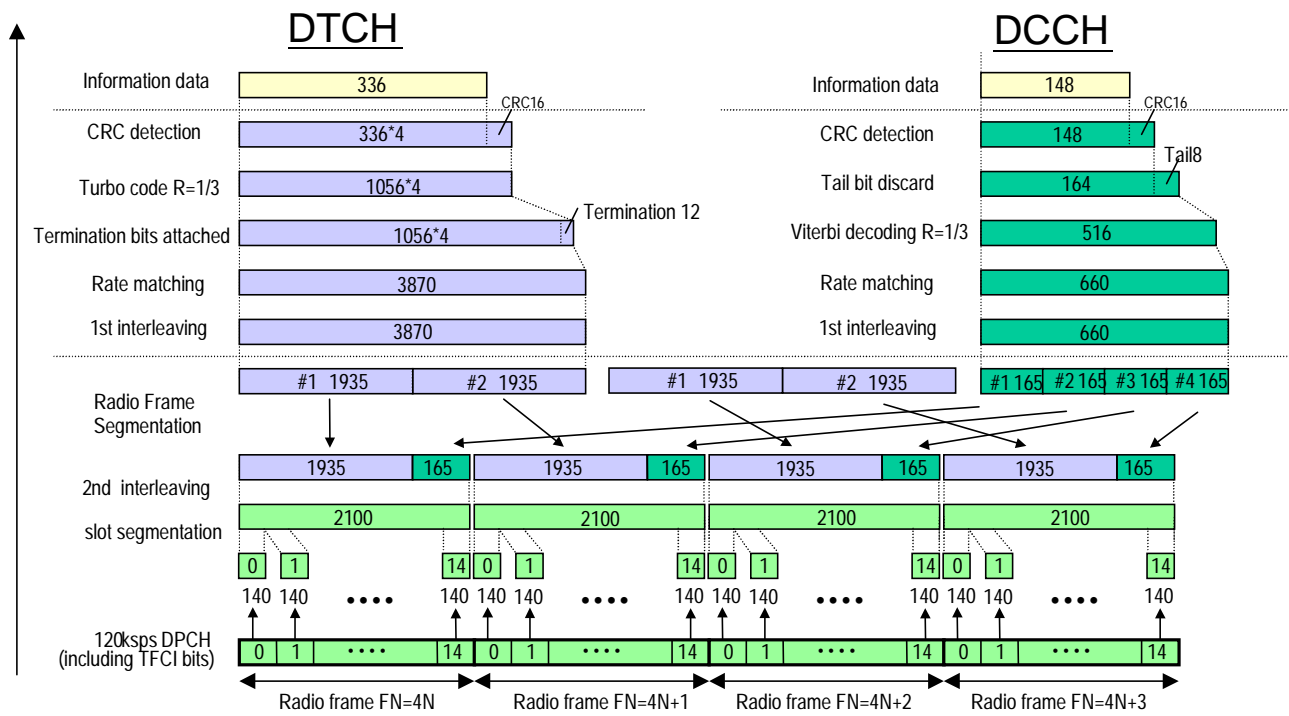 DTCH DCCH
Information data 336 Information data 148
CRC16 CRC16
CRC detection 336*4 CRC detection 148
Tail8
Turbo code R=1/3 1056*4 Tail bit discard 164
Termination 12
Termination bits attached 1056*4 Viterbi decoding R=1/3 516
Rate matching 3870 Rate matching 660
1st interleaving 3870 1st interleaving 660
#1 1935 #2 1935 #1 1935 #2 1935 #1 165 #2 165 #3 165 #4 165
Radio Frame
Segmentation
1935 165 1935 165 1935 165 1935 165
2nd interleaving
2100 2100 2100 2100
slot segmentation
0 1 14 0 1 14 0 1 14 0 1 14
140 140 •••• 140 140 140 •••• 140 140 140 •••• 140 140 140 •••• 140
120ksps DPCH
(including TFCI bits)
0 1 •••• 14 0 1 •••• 14 0 1 •••• 14 0 1 •••• 14
Radio frame FN=4N Radio frame FN=4N+1 Radio frame FN=4N+2 Radio frame FN=4N+3